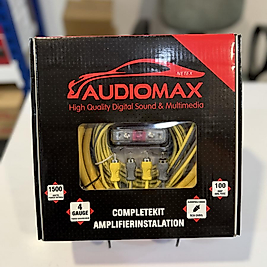 AUDIOMAX
High Quality Digital Sound & Multimedia
1500
4
GAUGE
100
COMPLETEKIT
AMPLIFIERINSTALATION